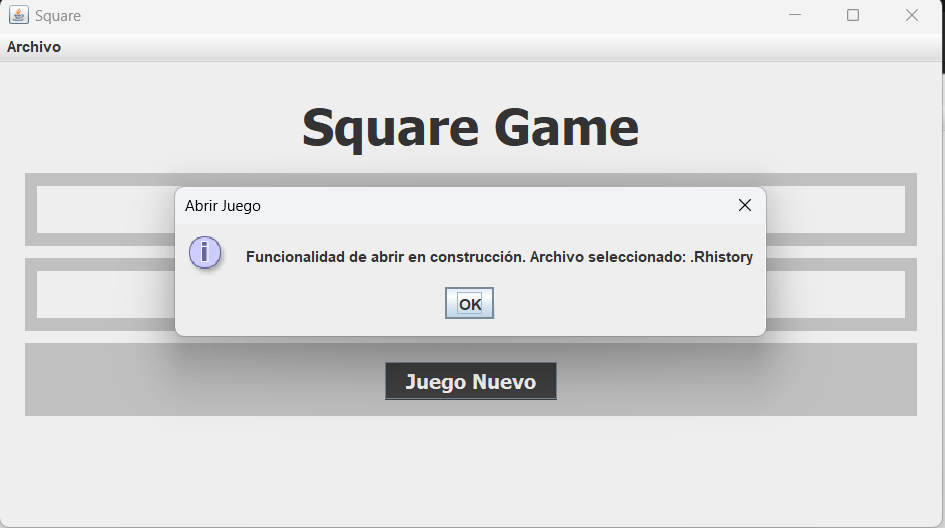 Square
Archivo
Square Game
Abrir Juego
i
Funcionalidad de abrir en construcción. Archivo seleccionado: .Rhistory
OK
Juego Nuevo